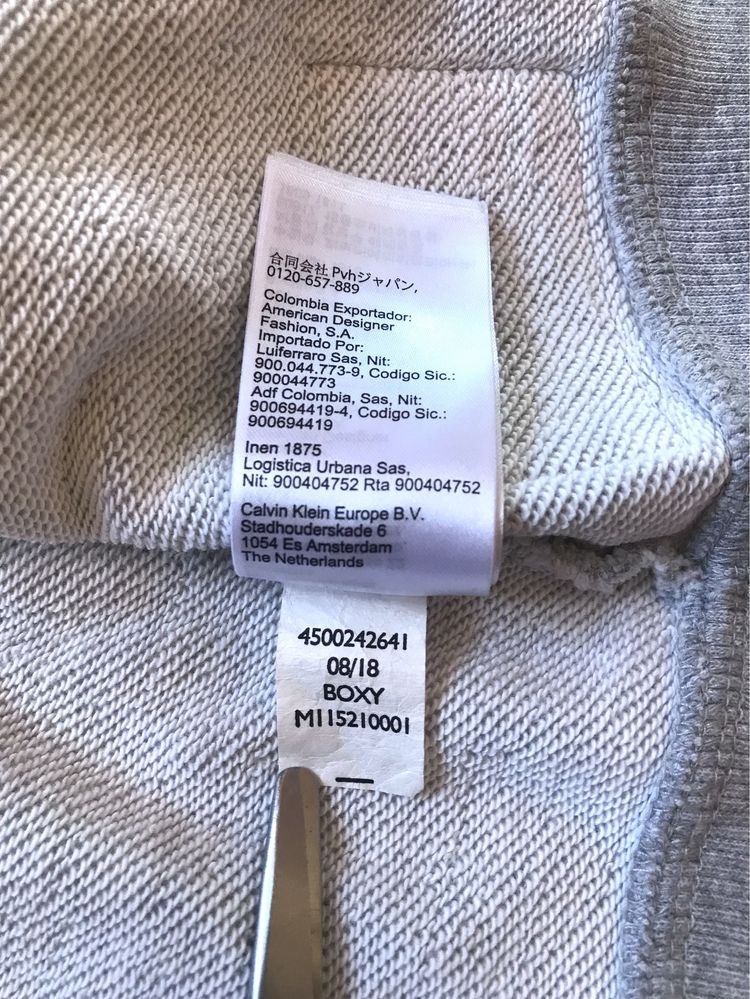 合同会社 Pvhジャパン,
0120-657-889
Colombia Exportador:
American Designer
Fashion, S.A.
Importado Por:
Luiferraro Sas, Nit:
900.044.773-9, Codigo Sic.:
900044773
Adf Colombia, Sas, Nit:
900694419-4, Codigo Sic.:
900694419
Inen 1875
Logistica Urbana Sas,
Nit: 900404752 Rta 900404752
Calvin Klein Europe B.V.
Stadhouderskade 6
1054 Es Amsterdam
The Netherlands
4500242641
08/18
BOXY
M115210001